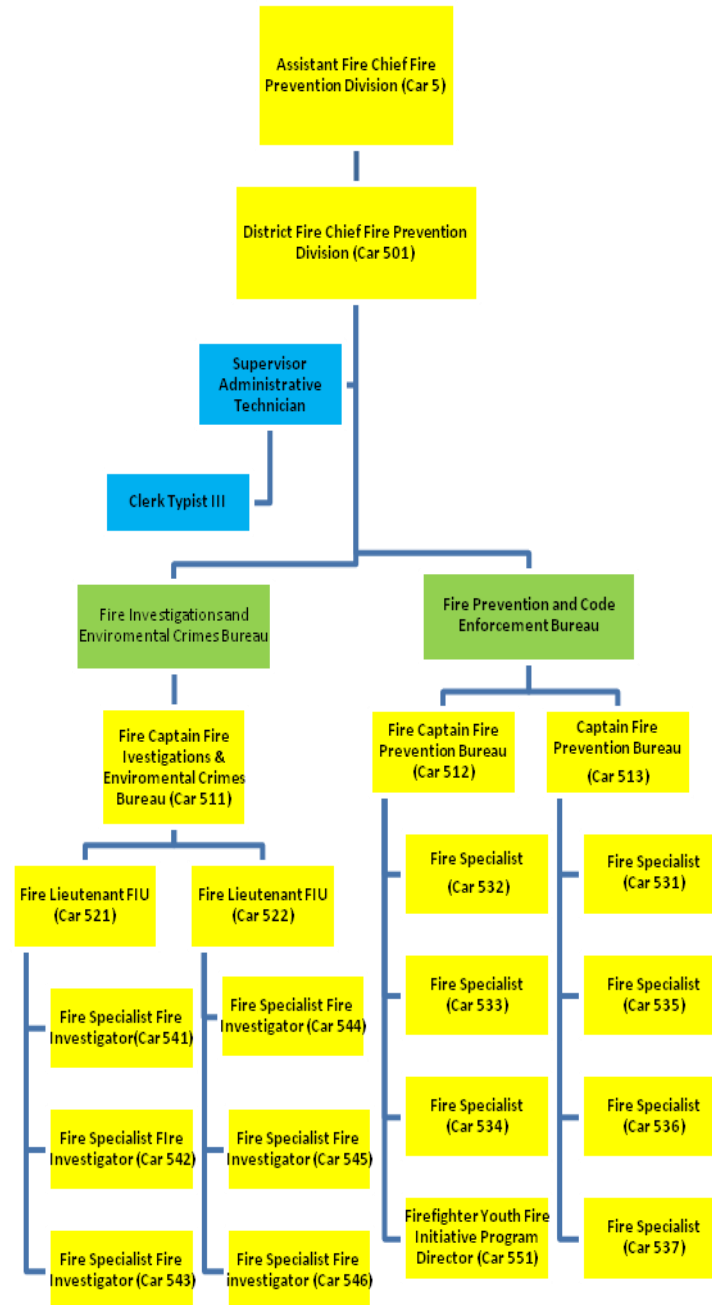 Assistant Fire Chief Fire
Prevention Division (Car 5)
District Fire Chief Fire Prevention
Division (Car 501)
Supervisor
Administrative
Technician
Clerk Typist III
Fire Investigations and
Enviromental Crimes Bureau
Fire Prevention and Code
Enforcement Bureau
Fire Captain Fire
Ivestigations &
Enviromental Crimes
Bureau (Car 511)
Fire Captain Fire
Prevention Bureau
(Car 512)
Captain Fire
Prevention Bureau
(Car 513)
Fire Lieutenant FIU
(Car 521)
Fire Lieutenant FIU
(Car 522)
Fire Specialist Fire
Investigator(Car 541)
Fire Specialist FIre
Investigator (Car 542)
Fire Specialist Fire
Investigator (Car 543)
Fire Specialist Fire
Investigator (Car 544)
Fire Specialist Fire
Investigator (Car 545)
Fire Specialist Fire
investigator (Car 546)
Fire Specialist
(Car 532)
Fire Specialist
(Car 533)
Fire Specialist
(Car 534)
Firefighter Youth Fire
Initiative Program
Director (Car 551)
Fire Specialist
(Car 531)
Fire Specialist
(Car 535)
Fire Specialist
(Car 536)
Fire Specialist
(Car 537)